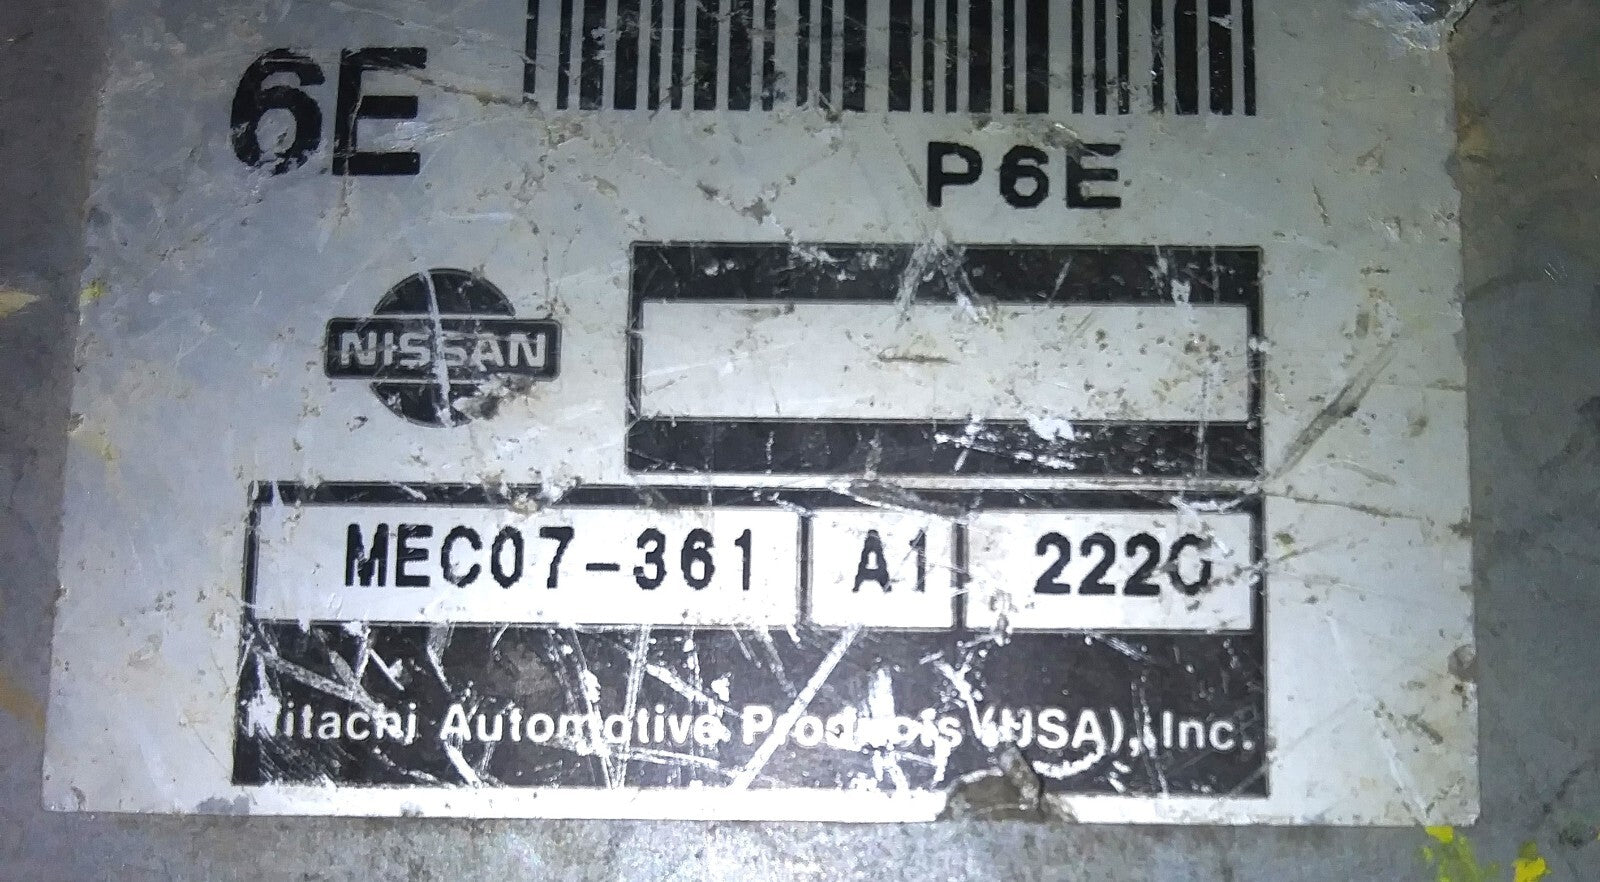 6E
P6E
NISSAN
MEC07-361 A1 2220
Hitachi Automotive Products (USA), Inc.